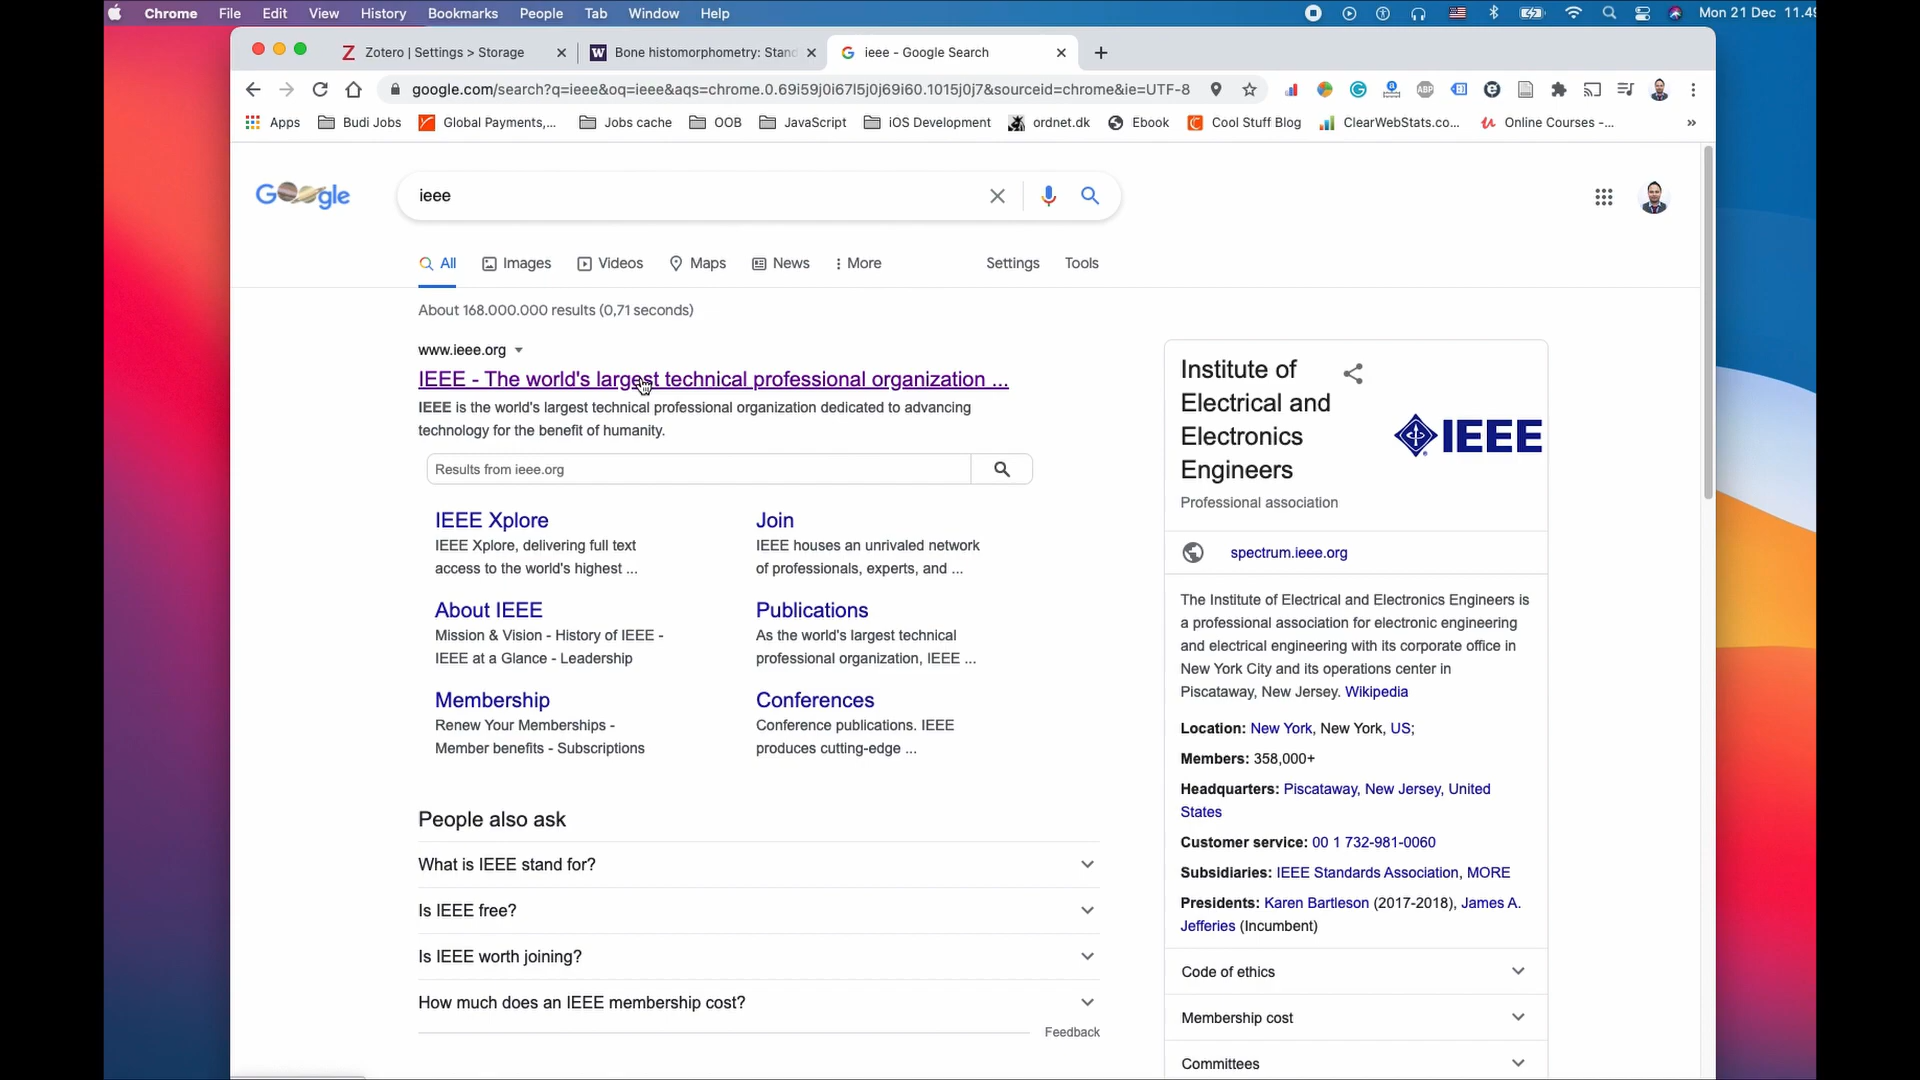 Chrome File Edit View History Bookmarks People Tab Window Help Mon 21 Dec 11.49
Zotero | Settings > Storage Bone histomorphometry: Stand ieee - Google Search
google.com/search?q=ieee&oq=ieee&aqs=chrome.0.69i59j0i67l5j0j69i60.1015j0j7&sourceid=chrome&ie=UTF-8
Apps Budi Jobs Global Payments,... Jobs cache OOB JavaScript iOS Development ordnet.dk Ebook Cool Stuff Blog ClearWebStats.co... Online Courses -... »
Google ieee
All Images Videos Maps News More Settings Tools
About 168.000.000 results (0,71 seconds)
www.ieee.org
IEEE - The world's largest technical professional organization ...
IEEE is the world's largest technical professional organization dedicated to advancing
technology for the benefit of humanity.
Results from ieee.org
IEEE Xplore
IEEE Xplore, delivering full text
access to the world's highest ...
Join
IEEE houses an unrivaled network
of professionals, experts, and ...
About IEEE
Mission & Vision - History of IEEE -
IEEE at a Glance - Leadership
Publications
As the world's largest technical
professional organization, IEEE ...
Membership
Renew Your Memberships -
Member benefits - Subscriptions
Conferences
Conference publications. IEEE
produces cutting-edge ...
People also ask
What is IEEE stand for?
Is IEEE free?
Is IEEE worth joining?
How much does an IEEE membership cost?
Feedback
Institute of
Electrical and
Electronics
Engineers
IEEE
Professional association
spectrum.ieee.org
The Institute of Electrical and Electronics Engineers is
a professional association for electronic engineering
and electrical engineering with its corporate office in
New York City and its operations center in
Piscataway, New Jersey. Wikipedia
Location: New York, New York, US;
Members: 358,000+
Headquarters: Piscataway, New Jersey, United
States
Customer service: 00 1 732-981-0060
Subsidiaries: IEEE Standards Association, MORE
Presidents: Karen Bartleson (2017-2018), James A.
Jefferies (Incumbent)
Code of ethics
Membership cost
Committees